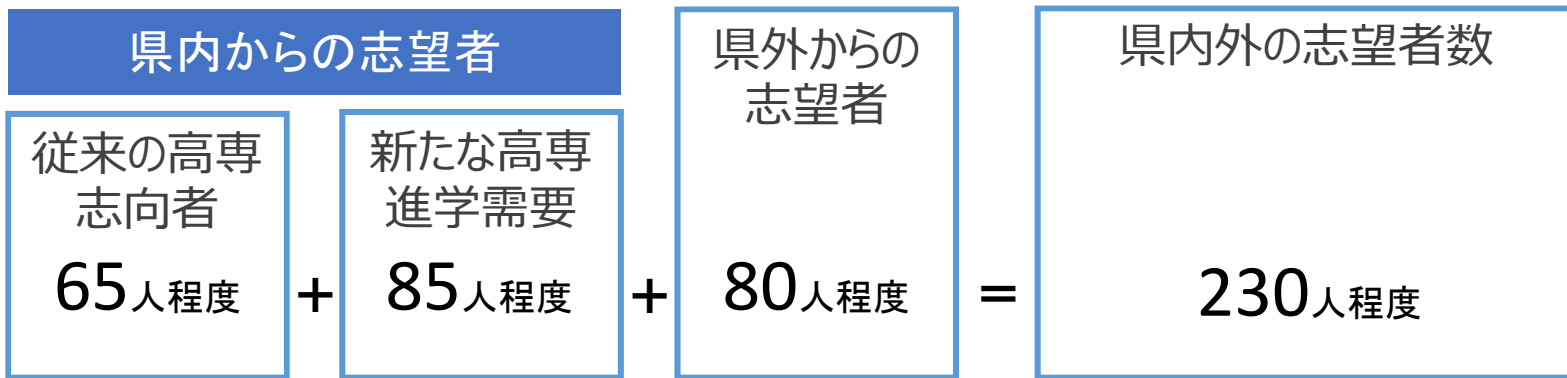 県内からの志望者
従来の高専
志向者
65人程度
+
新たな高専
進学需要
85人程度
+
県外からの
志望者
80人程度
=
県内外の志望者数
230人程度